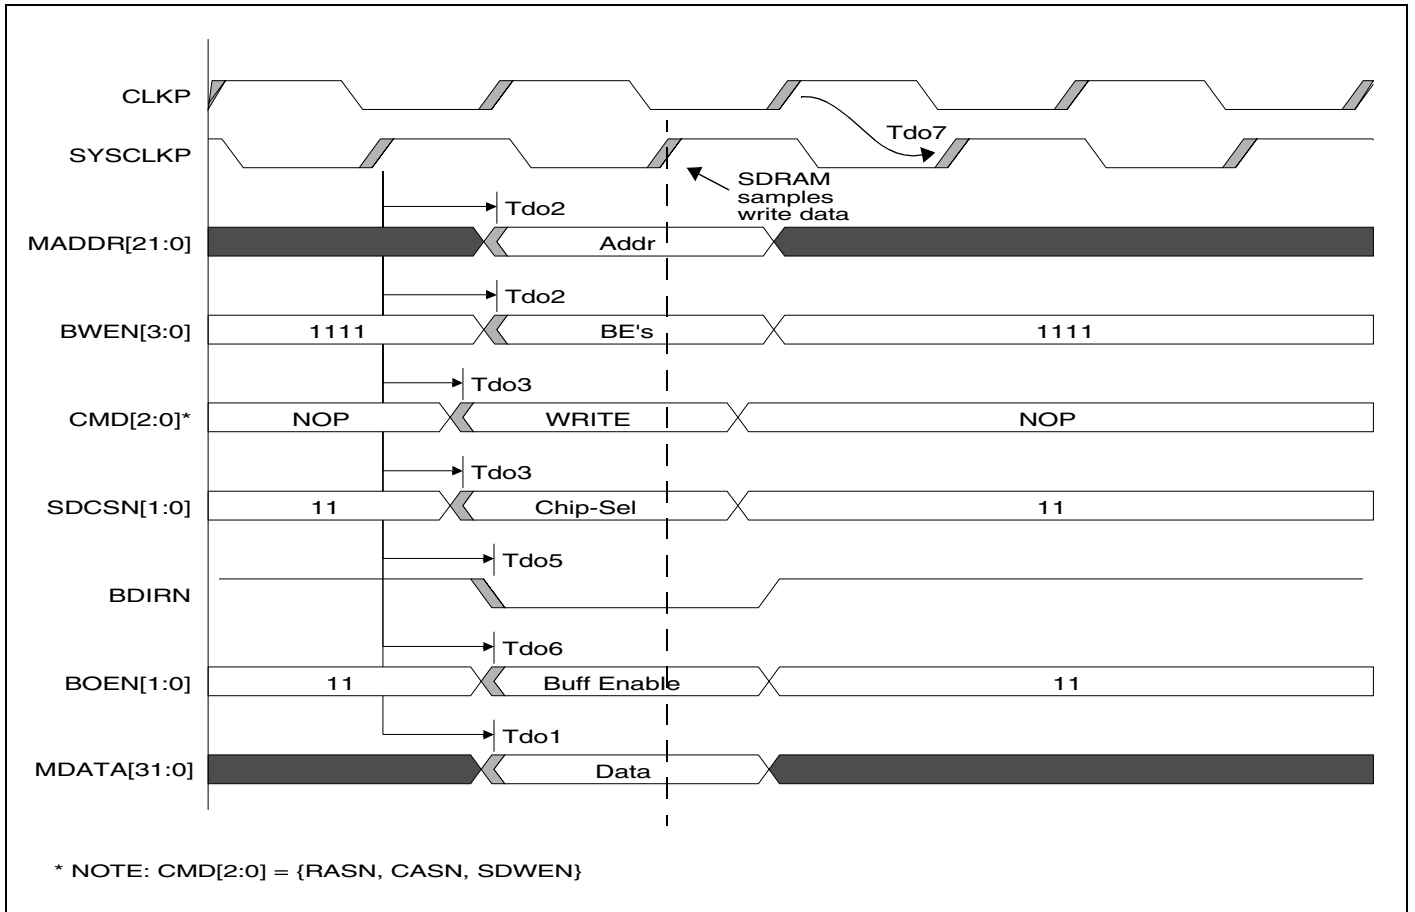 CLKP
Tdo7
SYSCLKP
SDRAM
samples
write data
Tdo2
MADDR[21:0]
Addr
Tdo2
BWEN[3:0]
1111
BE's
1111
Tdo3
CMD[2:0]*
NOP
WRITE
NOP
Tdo3
SDCSN[1:0]
11
Chip-Sel
11
Tdo5
BDIRN
Tdo6
BOEN[1:0]
11
Buff Enable
11
Tdo1
MDATA[31:0]
Data
* NOTE: CMD[2:0] = {RASN, CASN, SDWEN}